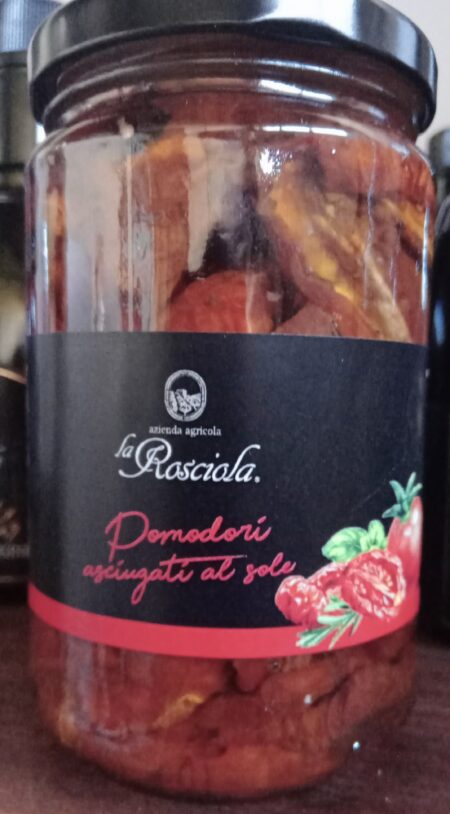 azienda agricola
la Rosciola.
Pomodori
asciugati al sole